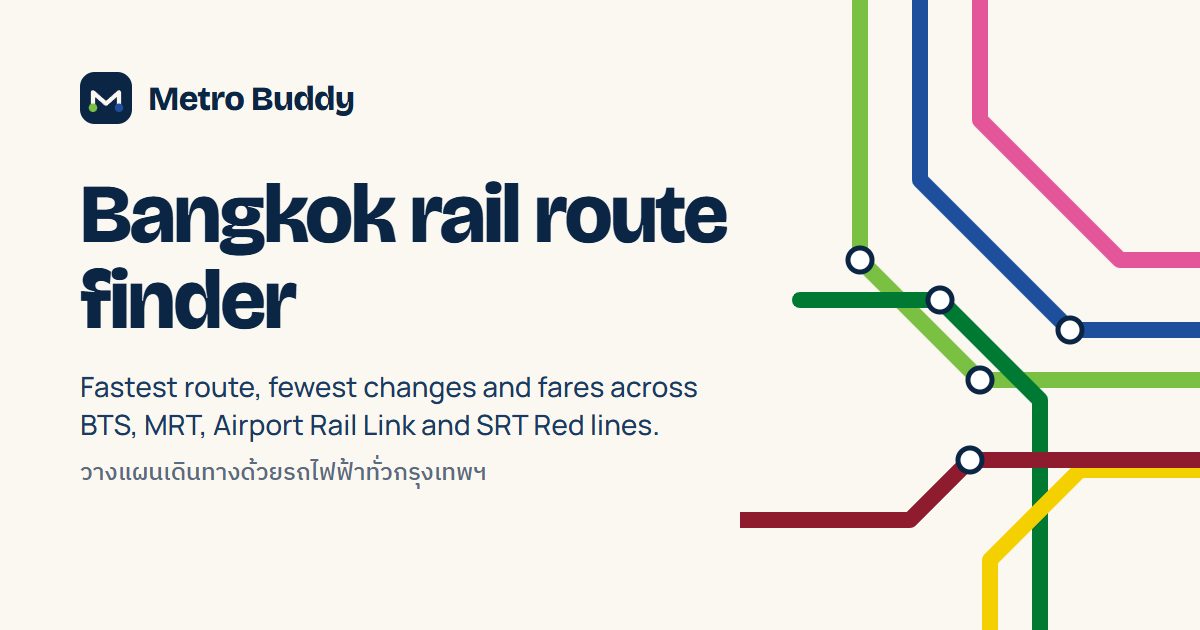 Metro Buddy
Bangkok rail route
finder
Fastest route, fewest changes and fares across
BTS, MRT, Airport Rail Link and SRT Red lines.
วางแผนเดินทางด้วยรถไฟฟ้าทั่วกรุงเทพฯ